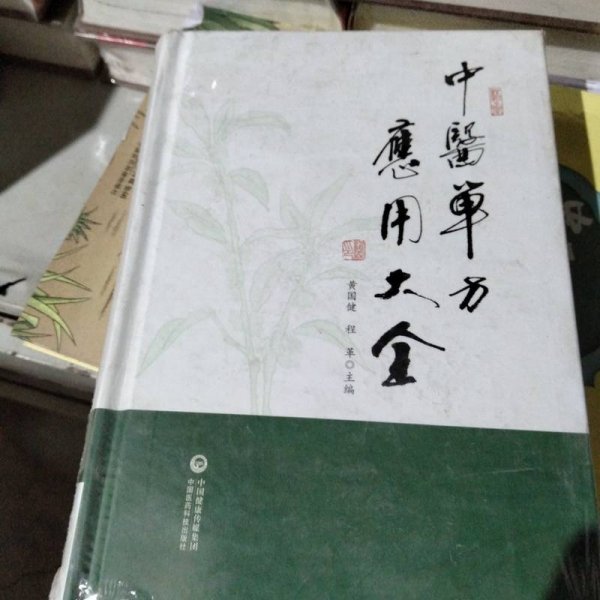 中醫單方
應用大全
黄国健 程革◎主编
中国健康传媒集团
中国医药科技出版社